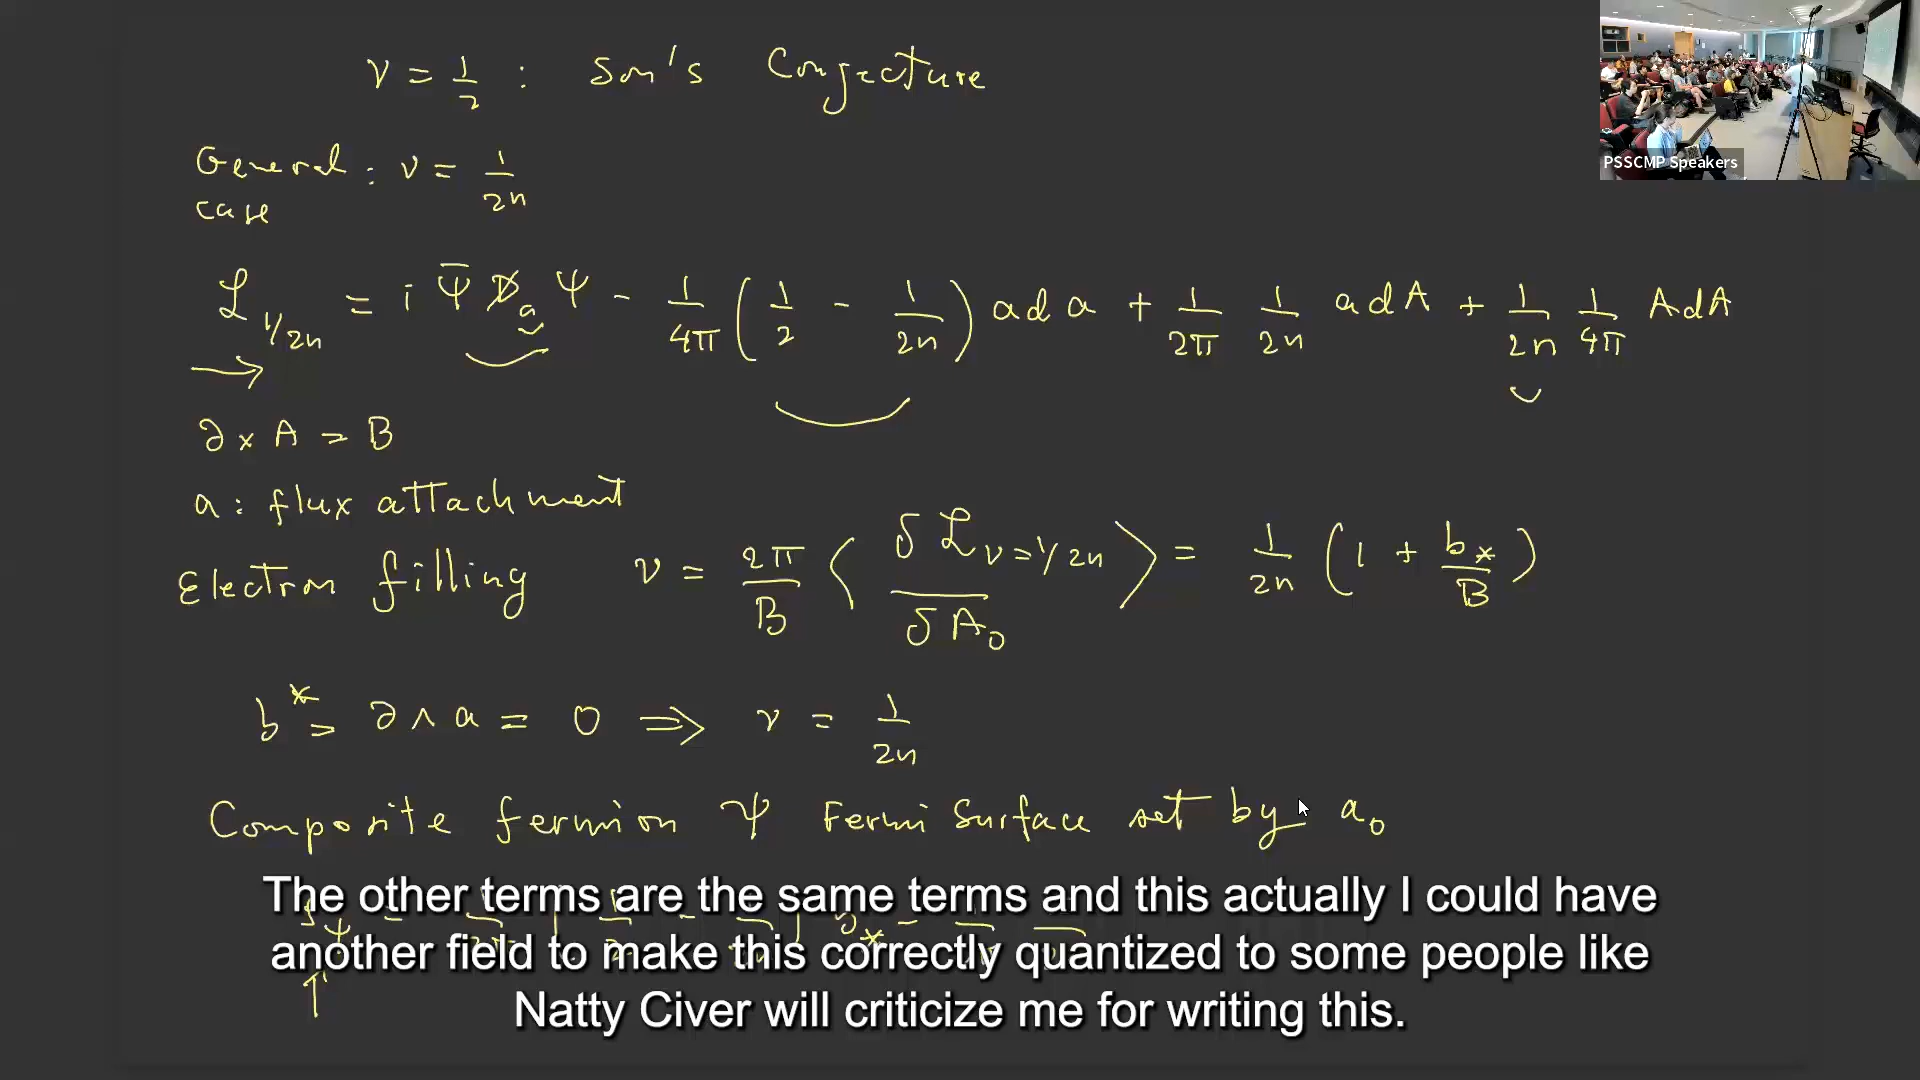 ν = 1/2 : Son's Conjecture
General case : ν = 1/2n
ℒ_{1/2n} = i Ψ̄ D̸_a Ψ - 1/4π (1/2 - 1/2n) a d a + 1/2π 1/2n a d A + 1/2n 1/4π A d A
∂ × A = B
a : flux attachment
Electron filling ν = 2π/B ⟨ δℒ_{ν=1/2n} / δA_0 ⟩ = 1/2n (1 + b_*/B)
b^* = ∂ ∧ a = 0 ⇒ ν = 1/2n
Composite fermion Ψ Fermi Surface set by a_0
The other terms are the same terms and this actually I could have
another field to make this correctly quantized to some people like
Natty Civer will criticize me for writing this.
PSSCMP Speakers